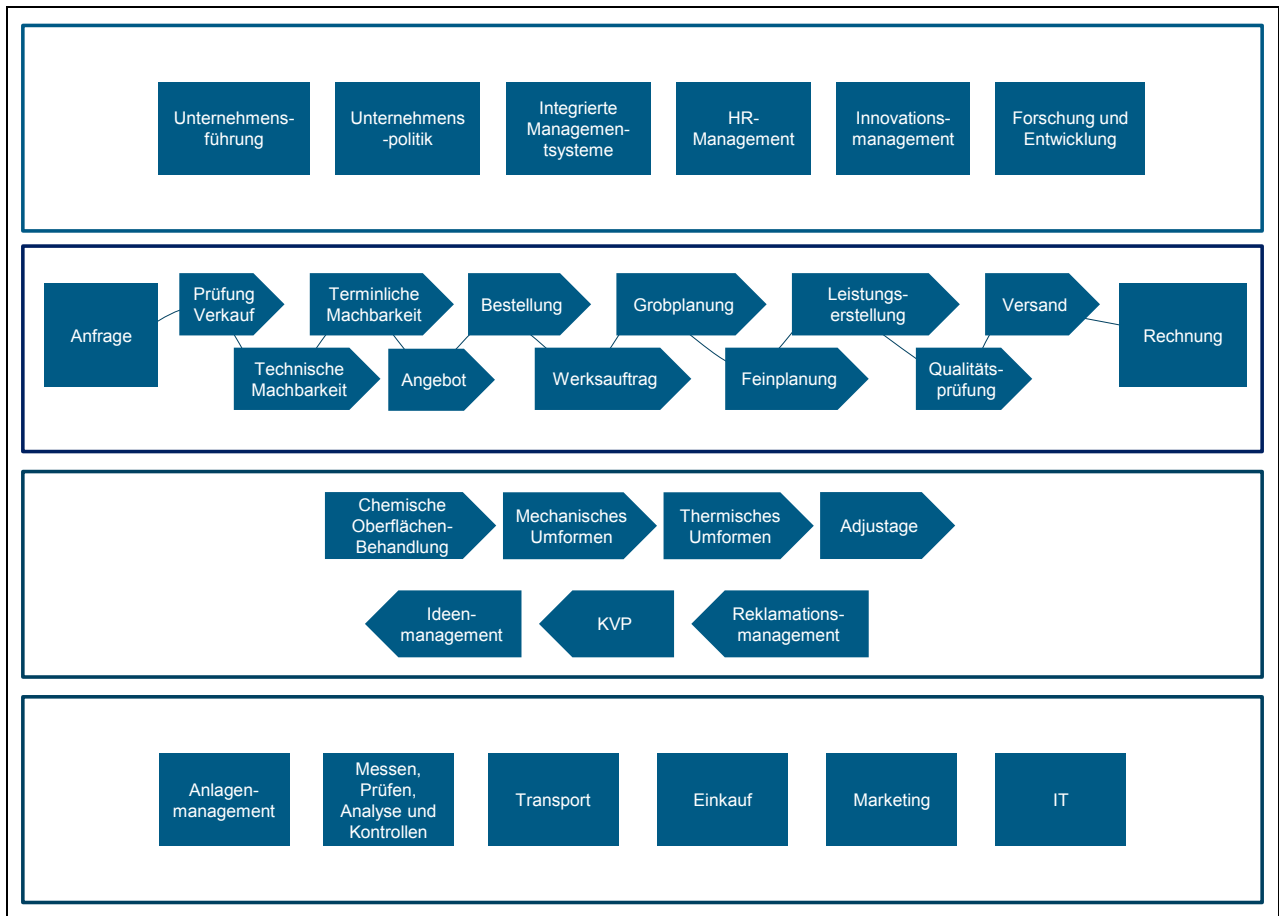 Unternehmens-
führung
Unternehmens
-politik
Integrierte
Managemen-
tsysteme
HR-
Management
Innovations-
management
Forschung und
Entwicklung
Anfrage
Prüfung
Verkauf
Technische
Machbarkeit
Terminliche
Machbarkeit
Angebot
Bestellung
Werksauftrag
Grobplanung
Feinplanung
Leistungs-
erstellung
Qualitäts-
prüfung
Versand
Rechnung
Chemische
Oberflächen-
Behandlung
Mechanisches
Umformen
Thermisches
Umformen
Adjustage
Ideen-
management
KVP
Reklamations-
management
Anlagen-
management
Messen,
Prüfen,
Analyse und
Kontrollen
Transport
Einkauf
Marketing
IT